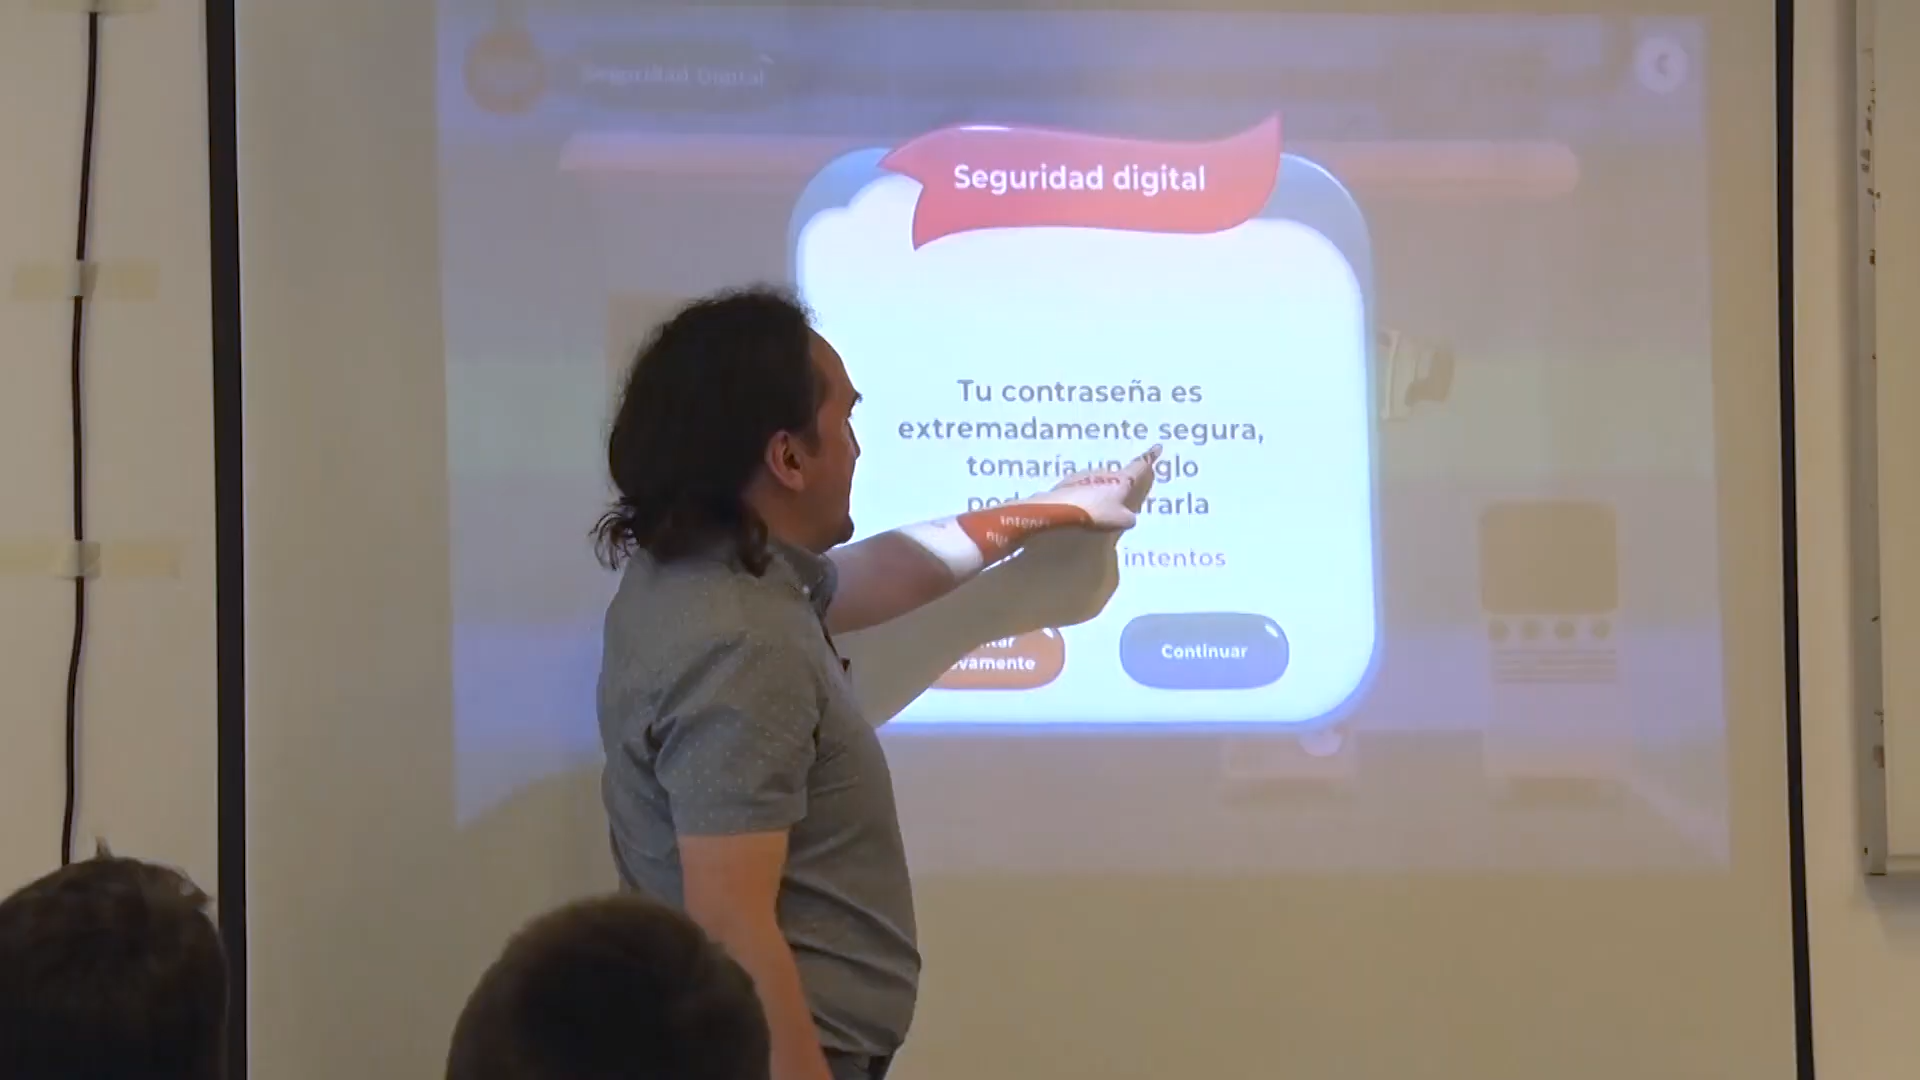 Seguridad Digital
Seguridad digital
Tu contraseña es
extremadamente segura,
tomaría un
intentos
Continuar